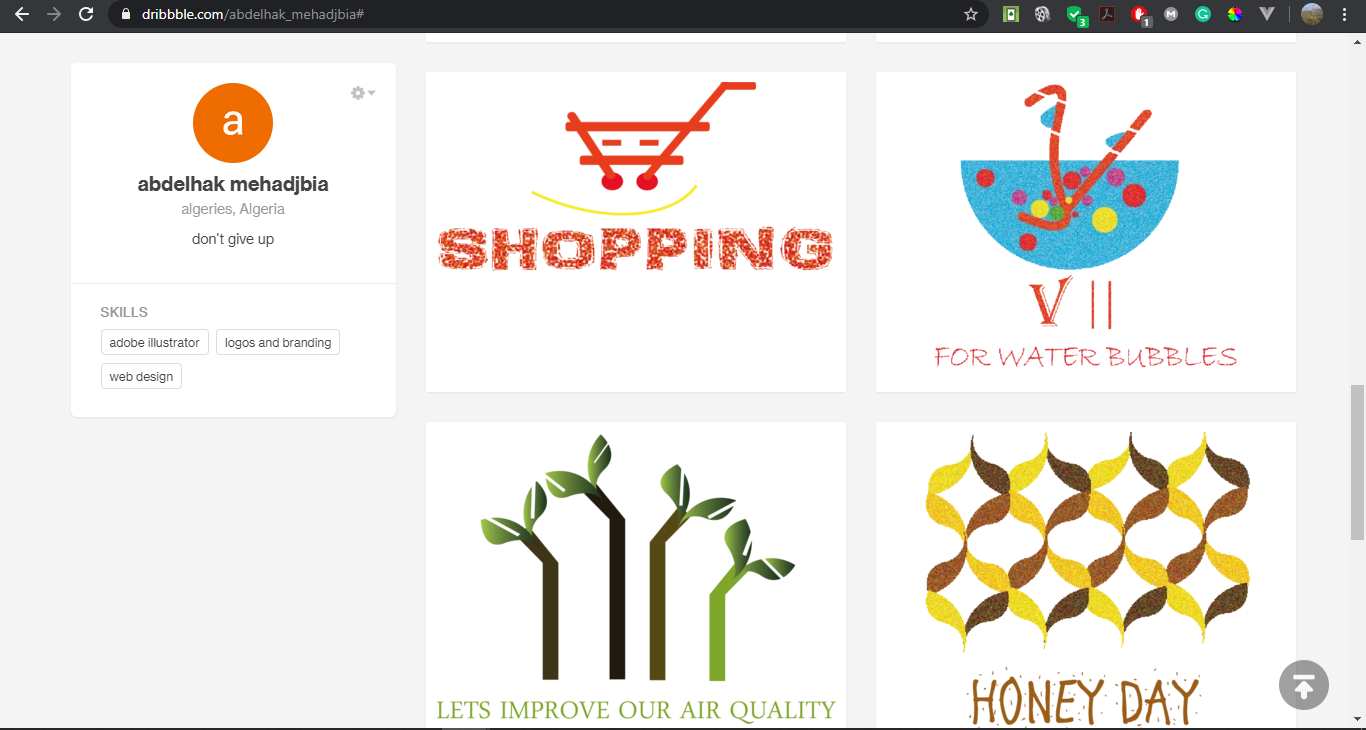 dribbble.com/abdelhak_mehadjbia#
3
1
a
abdelhak mehadjbia
algeries, Algeria
don't give up
SKILLS
adobe illustrator
logos and branding
web design
SHOPPING
V ||
FOR WATER BUBBLES
LETS IMPROVE OUR AIR QUALITY
HONEY DAY